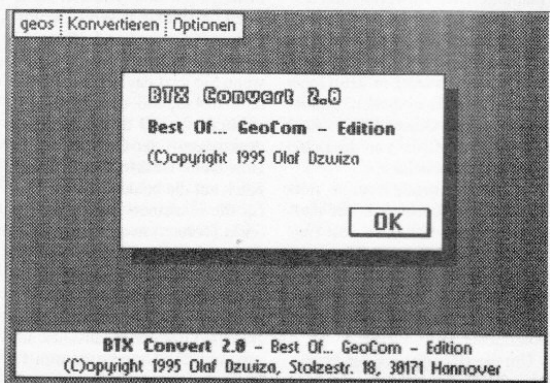 geos Konvertieren Optionen
BTX Convert 2.0
Best Of... GeoCom - Edition
(C)opyright 1995 Olaf Dzwiza
OK
BTX Convert 2.0 - Best Of... GeoCom - Edition
(C)opyright 1995 Olaf Dzwiza, Stolzestr. 18, 30171 Hannover